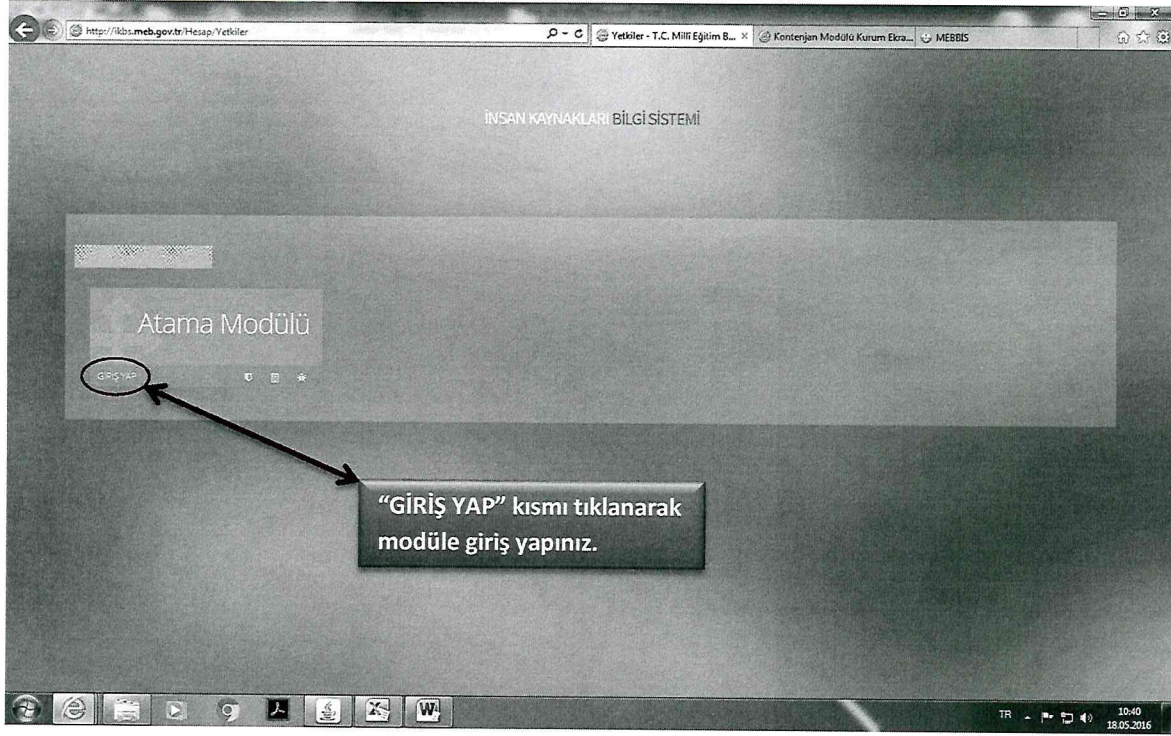 http://ikbs.meb.gov.tr/Hesap/Yetkiler
Yetkiler - T.C. Millî Eğitim B...
Kontenjan Modülü Kurum Ekra...
MEBBİS
İNSAN KAYNAKLARI BİLGİ SİSTEMİ
Atama Modülü
GİRİŞ YAP
“GİRİŞ YAP” kısmı tıklanarak
modüle giriş yapınız.
TR
10:40
18.05.2016